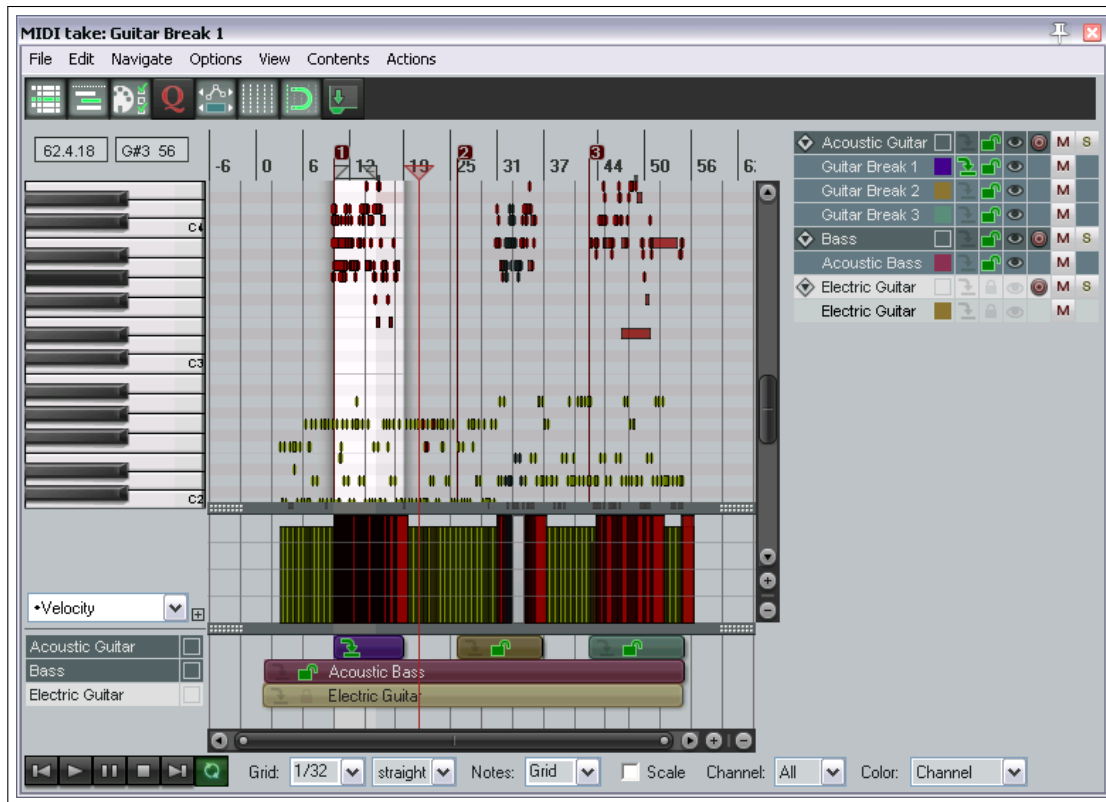 MIDI take: Guitar Break 1
File Edit Navigate Options View Contents Actions
Q
62.4.18 G#3 56
-6 0 6 13 19 25 31 37 44 50 56 6.
1 2 3
Acoustic Guitar M S
Guitar Break 1 M
Guitar Break 2 M
Guitar Break 3 M
Bass M S
Acoustic Bass M
Electric Guitar M S
Electric Guitar M
C4
C3
C2
•Velocity
Acoustic Guitar
Bass
Electric Guitar
Acoustic Bass
Electric Guitar
Grid: 1/32 straight Notes: Grid Scale Channel: All Color: Channel